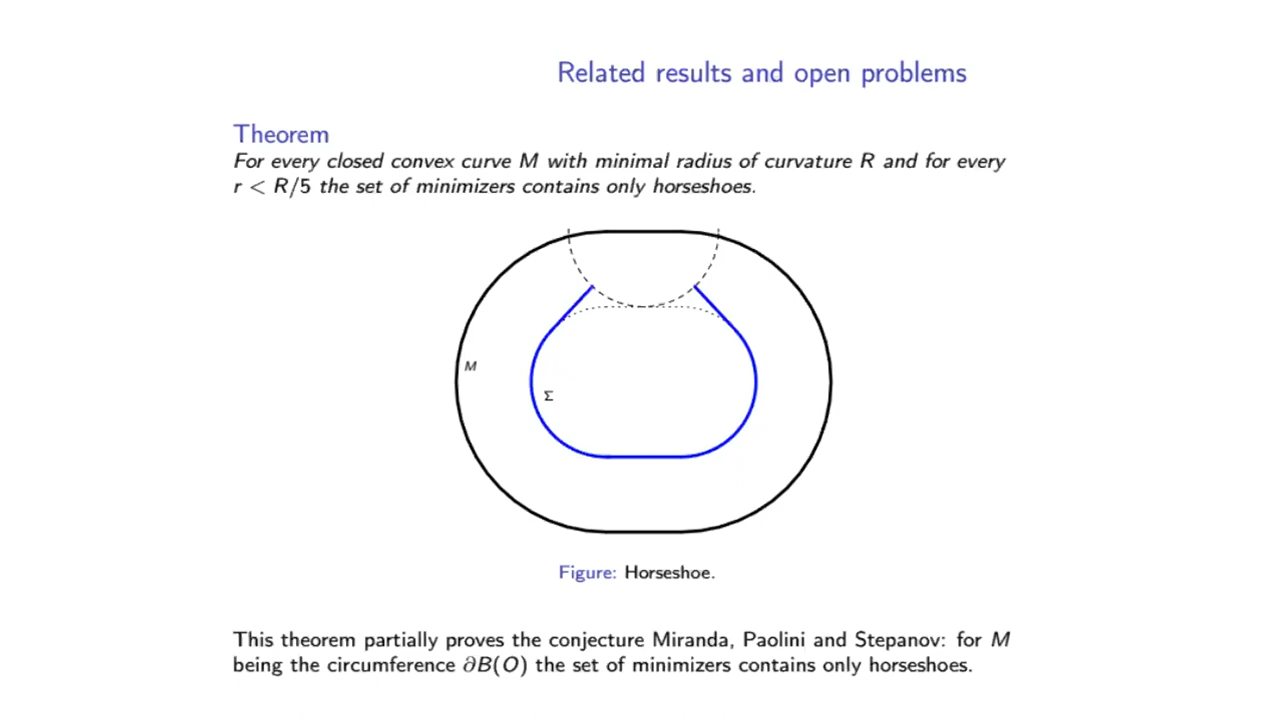 Related results and open problems
Theorem
For every closed convex curve M with minimal radius of curvature R and for every
r < R/5 the set of minimizers contains only horseshoes.
M
Σ
Figure: Horseshoe.
This theorem partially proves the conjecture Miranda, Paolini and Stepanov: for M
being the circumference ∂B(O) the set of minimizers contains only horseshoes.